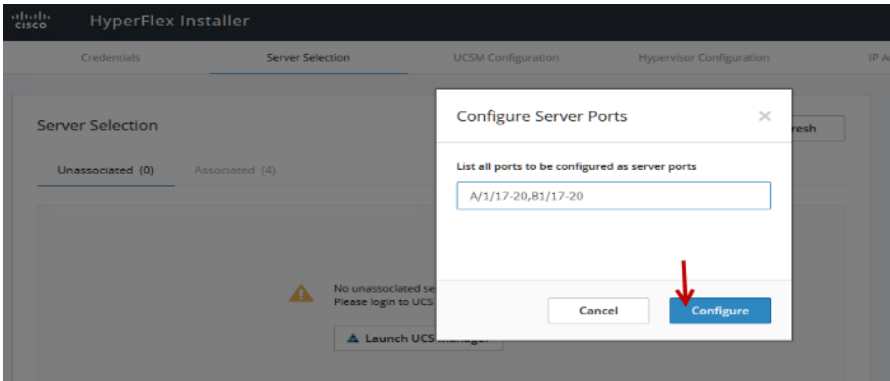 cisco HyperFlex Installer
Credentials Server Selection UCSM Configuration Hypervisor Configuration IP A
Configure Server Ports ×
Server Selection resh
List all ports to be configured as server ports
Unassociated (0) Associated (4)
A/1/17-20,B1/17-20
No unassociated se
Please login to UCS
Cancel Configure
Launch UCS Manager